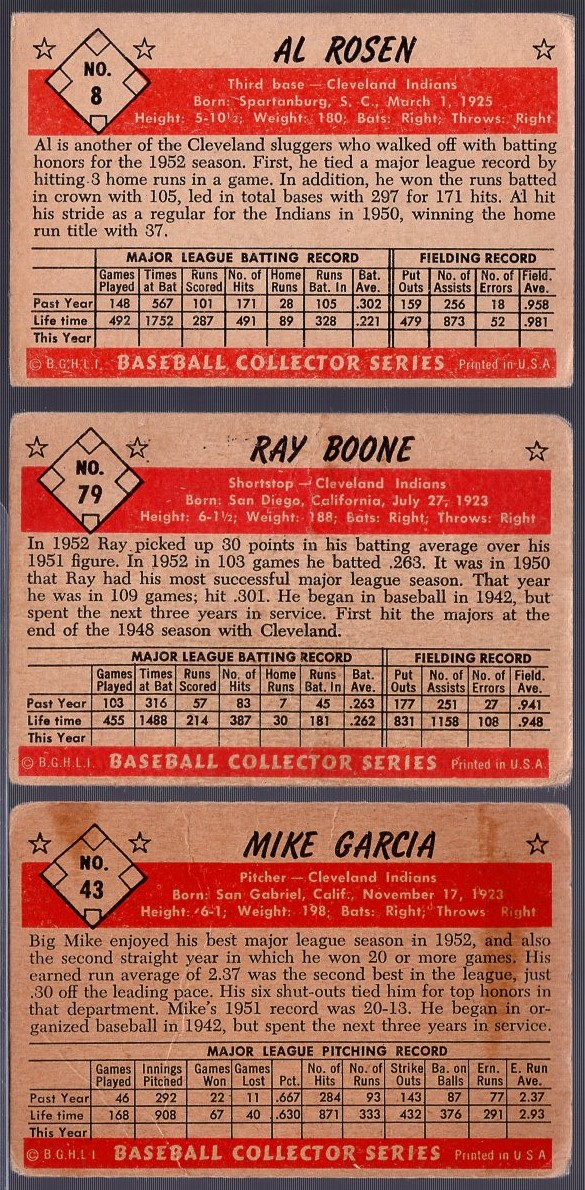 NO.
8
AL ROSEN
Third base — Cleveland Indians
Born: Spartanburg, S. C., March 1, 1925
Height: 5-10½; Weight: 180; Bats: Right; Throws: Right
Al is another of the Cleveland sluggers who walked off with batting
honors for the 1952 season. First, he tied a major league record by
hitting 3 home runs in a game. In addition, he won the runs batted
in crown with 105, led in total bases with 297 for 171 hits. Al hit
his stride as a regular for the Indians in 1950, winning the home
run title with 37.
MAJOR LEAGUE BATTING RECORD FIELDING RECORD
Games Times Runs No. of Home Runs Bat. Put No. of No. of Field.
Played at Bat Scored Hits Runs Bat. In Ave. Outs Assists Errors Ave.
Past Year 148 567 101 171 28 105 .302 159 256 18 .958
Life time 492 1752 287 491 89 328 .221 479 873 52 .981
This Year
© B.G.H.L.I. BASEBALL COLLECTOR SERIES Printed in U.S.A
NO.
79
RAY BOONE
Shortstop — Cleveland Indians
Born: San Diego, California, July 27, 1923
Height: 6-1½; Weight: 188; Bats: Right; Throws: Right
In 1952 Ray picked up 30 points in his batting average over his
1951 figure. In 1952 in 103 games he batted .263. It was in 1950
that Ray had his most successful major league season. That year
he was in 109 games; hit .301. He began in baseball in 1942, but
spent the next three years in service. First hit the majors at the
end of the 1948 season with Cleveland.
MAJOR LEAGUE BATTING RECORD FIELDING RECORD
Games Times Runs No. of Home Runs Bat. Put No. of No. of Field.
Played at Bat Scored Hits Runs Bat. In Ave. Outs Assists Errors Ave.
Past Year 103 316 57 83 7 45 .263 177 251 27 .941
Life time 455 1488 214 387 30 181 .262 831 1158 108 .948
This Year
© B.G.H.L.I. BASEBALL COLLECTOR SERIES Printed in U.S.A.
NO.
43
MIKE GARCIA
Pitcher — Cleveland Indians
Born: San Gabriel, Calif., November 17, 1923
Height: 6-1; Weight: 198; Bats: Right; Throws Right
Big Mike enjoyed his best major league season in 1952, and also
the second straight year in which he won 20 or more games. His
earned run average of 2.37 was the second best in the league, just
.30 off the leading pace. His six shut-outs tied him for top honors in
that department. Mike's 1951 record was 20-13. He began in or-
ganized baseball in 1942, but spent the next three years in service.
MAJOR LEAGUE PITCHING RECORD
Games Innings Games Games Pct. No. of No. of Strike Ba. on Ern. E. Run
Played Pitched Won Lost Hits Runs Outs Balls Runs Ave.
Past Year 46 292 22 11 .667 284 93 143 87 77 2.37
Life time 168 908 67 40 .630 871 333 432 376 291 2.93
This Year
© B.G.H.L.I BASEBALL COLLECTOR SERIES Printed in U.S.A.